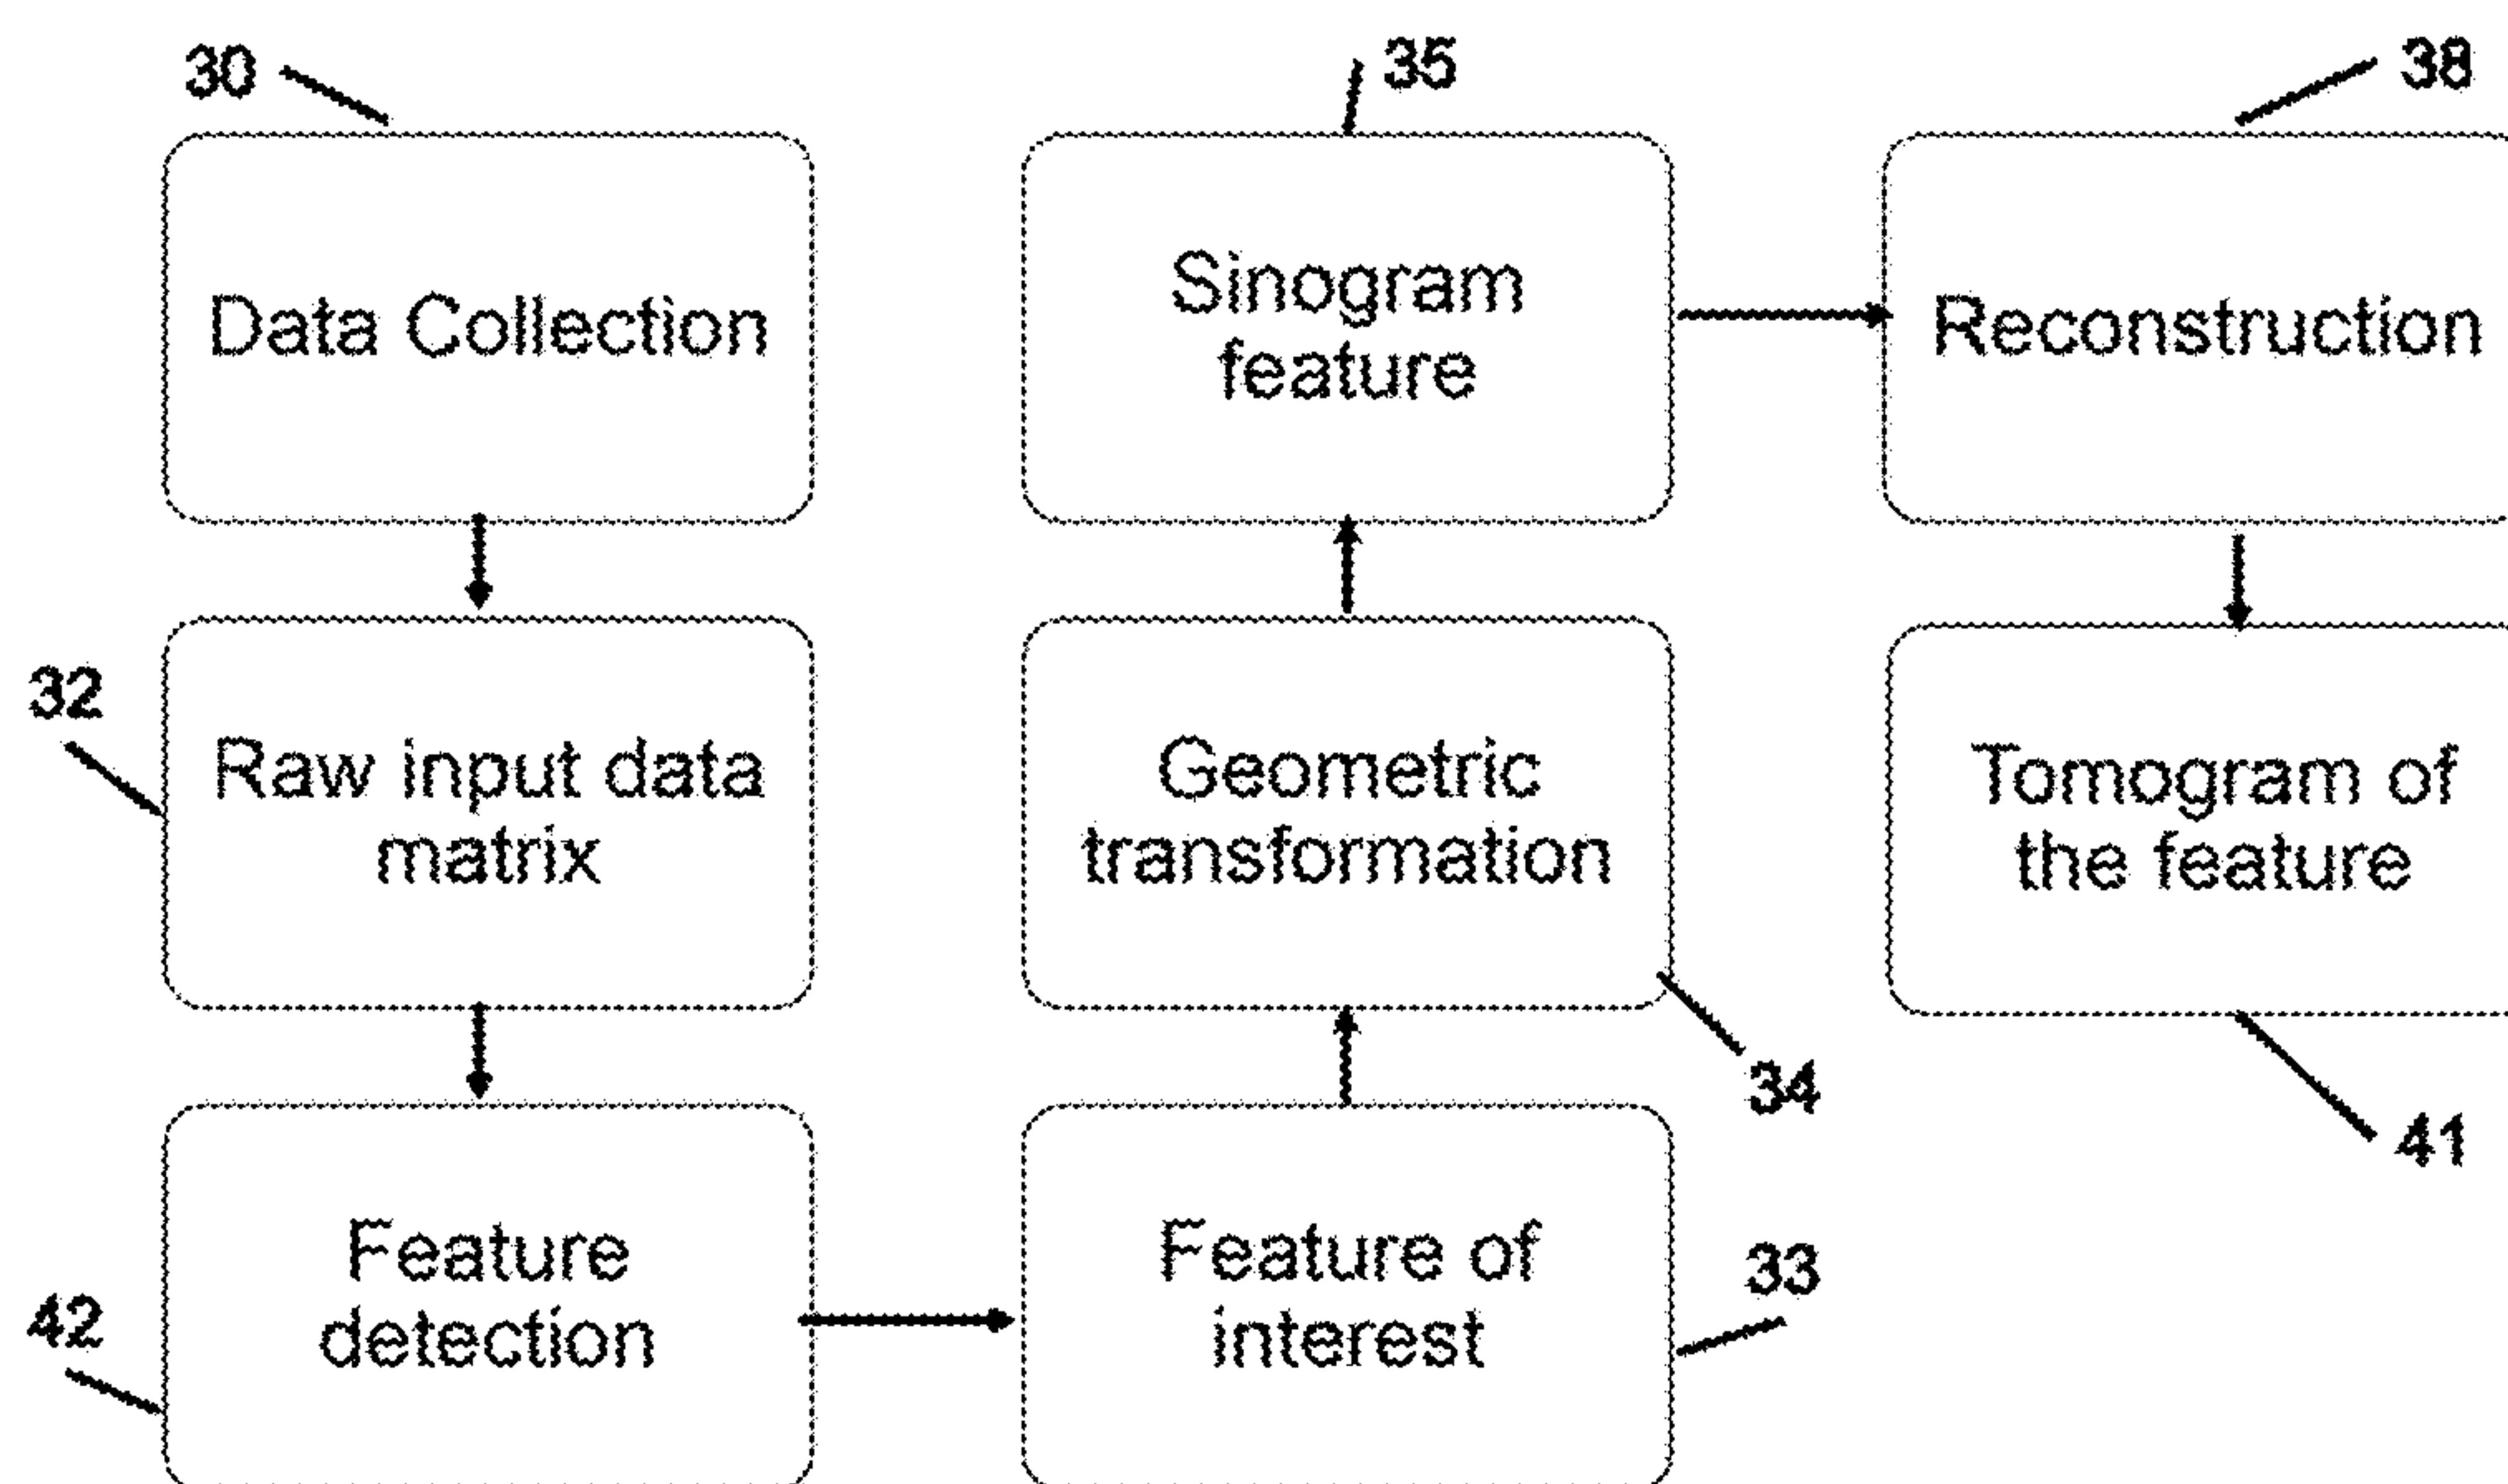 30
35
38
Data Collection
Sinogram
feature
Reconstruction
32
Raw input data
matrix
Geometric
transformation
Tomogram of
the feature
34
41
42
Feature
detection
Feature of
interest
33